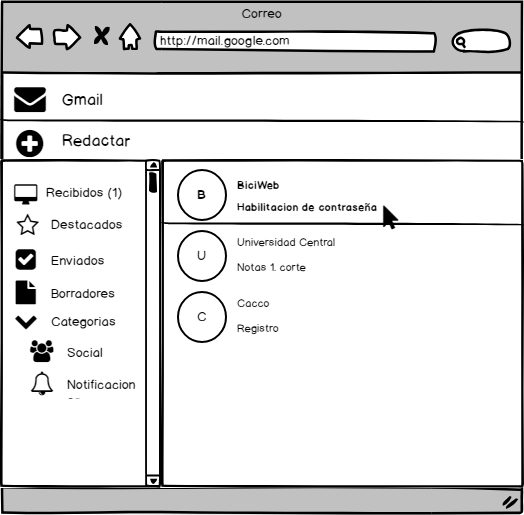 Correo
http://mail.google.com
Gmail
Redactar
Recibidos (1)
Destacados
Enviados
Borradores
Categorias
Social
Notificacion
B
BiciWeb
Habilitacion de contraseña
U
Universidad Central
Notas 1. corte
C
Cacco
Registro